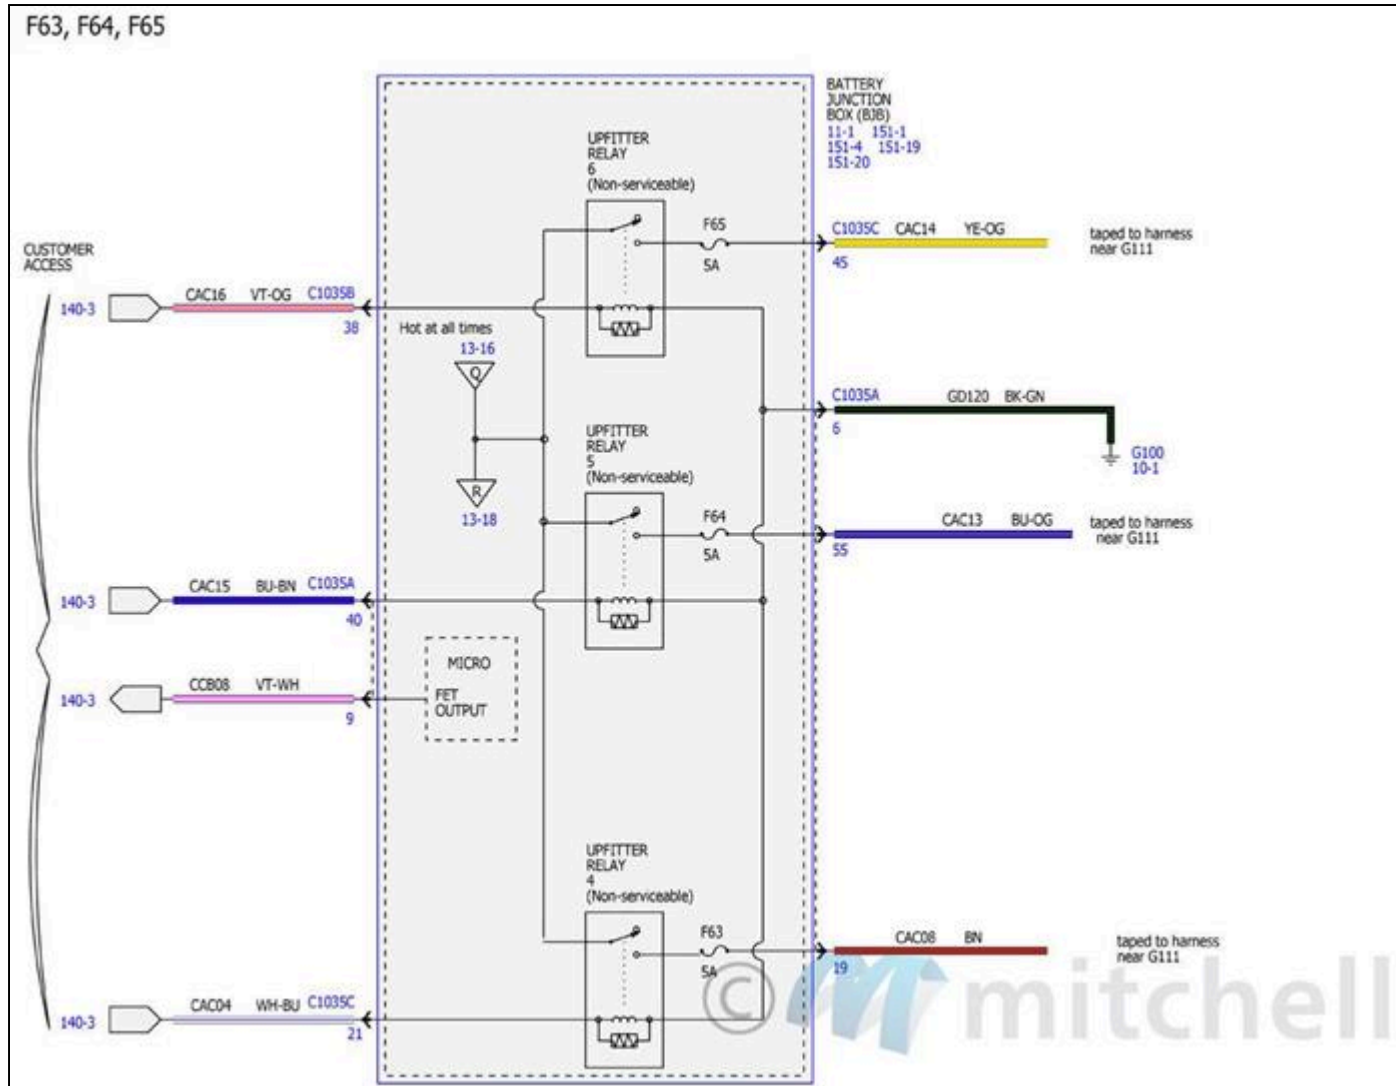 F63, F64, F65
BATTERY
JUNCTION
BOX (BJB)
11-1 151-1
151-4 151-19
151-20
UPFITTER
RELAY
6
(Non-serviceable)
F65
5A
C1035C CAC14 YE-OG
45
taped to harness
near G111
CUSTOMER
ACCESS
140-3
CAC16 VT-OG C1035B
38
Hot at all times
13-16
Q
R
13-18
C1035A GD120 BK-GN
6
G100
10-1
UPFITTER
RELAY
5
(Non-serviceable)
F64
5A
CAC13 BU-OG
55
taped to harness
near G111
140-3
CAC15 BU-BN C1035A
40
MICRO
FET
OUTPUT
140-3
CCB08 VT-WH
9
UPFITTER
RELAY
4
(Non-serviceable)
F63
5A
CAC08 BN
19
taped to harness
near G111
140-3
CAC04 WH-BU C1035C
21
© mitchell